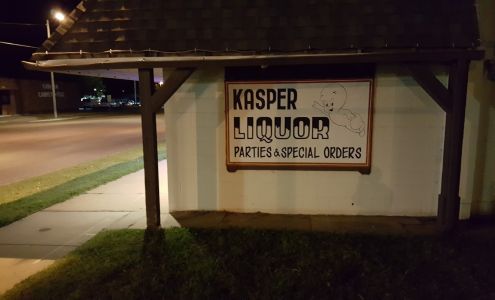 KASPER
LIQUOR
PARTIES & SPECIAL ORDERS